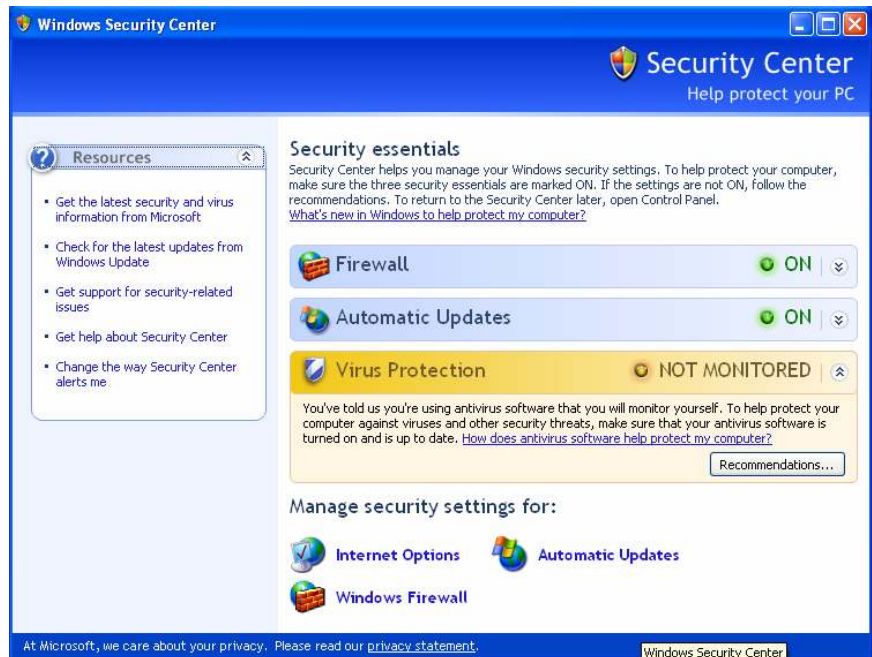 Windows Security Center
Security Center
Help protect your PC
Resources
Get the latest security and virus
information from Microsoft
Check for the latest updates from
Windows Update
Get support for security-related
issues
Get help about Security Center
Change the way Security Center
alerts me
Security essentials
Security Center helps you manage your Windows security settings. To help protect your computer,
make sure the three security essentials are marked ON. If the settings are not ON, follow the
recommendations. To return to the Security Center later, open Control Panel.
What's new in Windows to help protect my computer?
Firewall ON
Automatic Updates ON
Virus Protection NOT MONITORED
You've told us you're using antivirus software that you will monitor yourself. To help protect your
computer against viruses and other security threats, make sure that your antivirus software is
turned on and is up to date. How does antivirus software help protect my computer?
Recommendations...
Manage security settings for:
Internet Options Automatic Updates
Windows Firewall
At Microsoft, we care about your privacy. Please read our privacy statement.
Windows Security Center